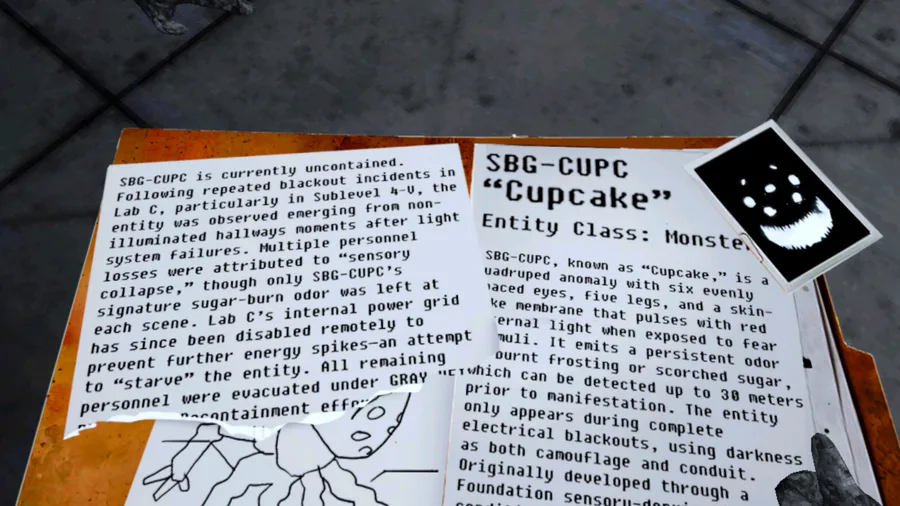 SBG-CUPC is currently uncontained.
Following repeated blackout incidents in
Lab C, particularly in Sublevel 4-V, the
entity was observed emerging from non-
illuminated hallways moments after light
system failures. Multiple personnel
losses were attributed to “sensory
collapse,” though only SBG-CUPC’s
signature sugar-burn odor was left at
each scene. Lab C’s internal power grid
has since been disabled remotely to
prevent further energy spikes—an attempt
to “starve” the entity. All remaining
personnel were evacuated under GRAY
SBG-CUPC
“Cupcake”
Entity Class:
SBG-CUPC, known as “Cupcake,” is a
anomaly with six evenly
eyes, five legs, and a skin-
membrane that pulses with red
light when exposed to fear
It emits a persistent odor
burnt frosting or scorched sugar,
which can be detected up to 30 meters
prior to manifestation. The entity
only appears during complete
electrical blackouts, using darkness
as both camouflage and conduit.
Originally developed through a
Foundation